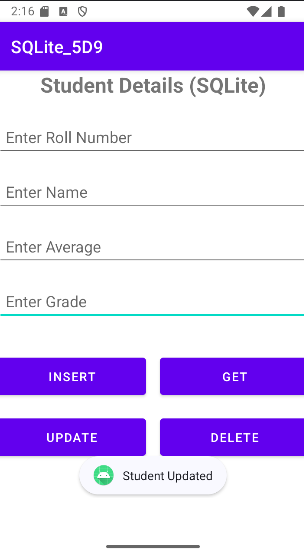 2:16
SQLite_5D9
Student Details (SQLite)
Enter Roll Number
Enter Name
Enter Average
Enter Grade
INSERT GET
UPDATE DELETE
Student Updated